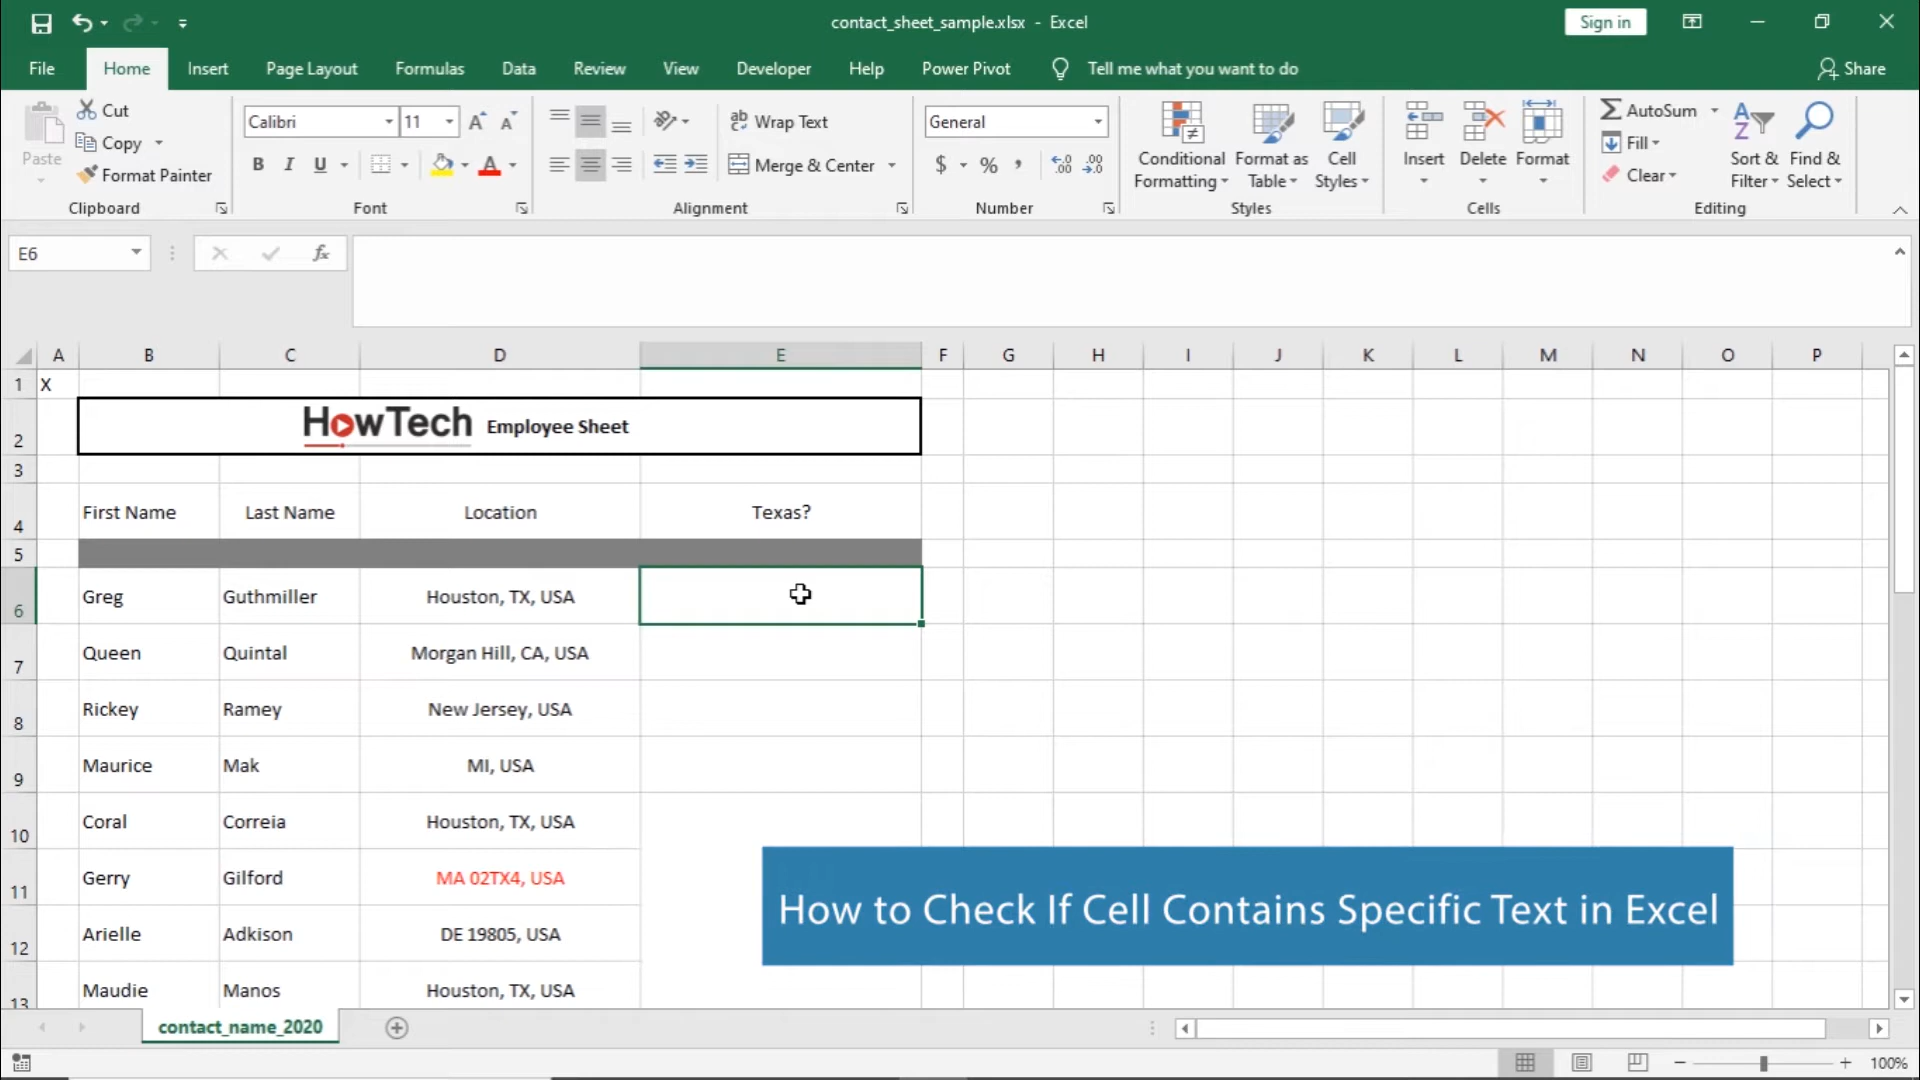 contact_sheet_sample.xlsx - Excel
Sign in
File Home Insert Page Layout Formulas Data Review View Developer Help Power Pivot Tell me what you want to do Share
Paste
Cut
Copy
Format Painter
Clipboard
Calibri 11
B I U A
Font
ab Wrap Text
Merge & Center
Alignment
General
$ % ,
Number
Conditional Formatting
Format as Table
Cell Styles
Styles
Insert Delete Format
Cells
AutoSum
Fill
Clear
Sort & Filter
Find & Select
Editing
E6 fx
A B C D E F G H I J K L M N O P
1 X
2 HowTech Employee Sheet
3
4 First Name Last Name Location Texas?
5
6 Greg Guthmiller Houston, TX, USA
7 Queen Quintal Morgan Hill, CA, USA
8 Rickey Ramey New Jersey, USA
9 Maurice Mak MI, USA
10 Coral Correia Houston, TX, USA
11 Gerry Gilford MA 02TX4, USA
12 Arielle Adkison DE 19805, USA
13 Maudie Manos Houston, TX, USA
How to Check If Cell Contains Specific Text in Excel
contact_name_2020
100%